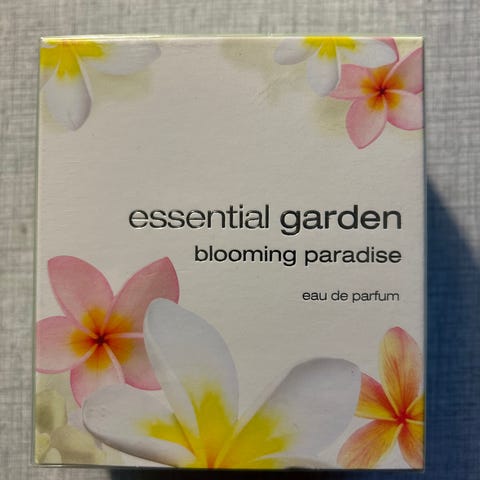 essential garden
blooming paradise
eau de parfum